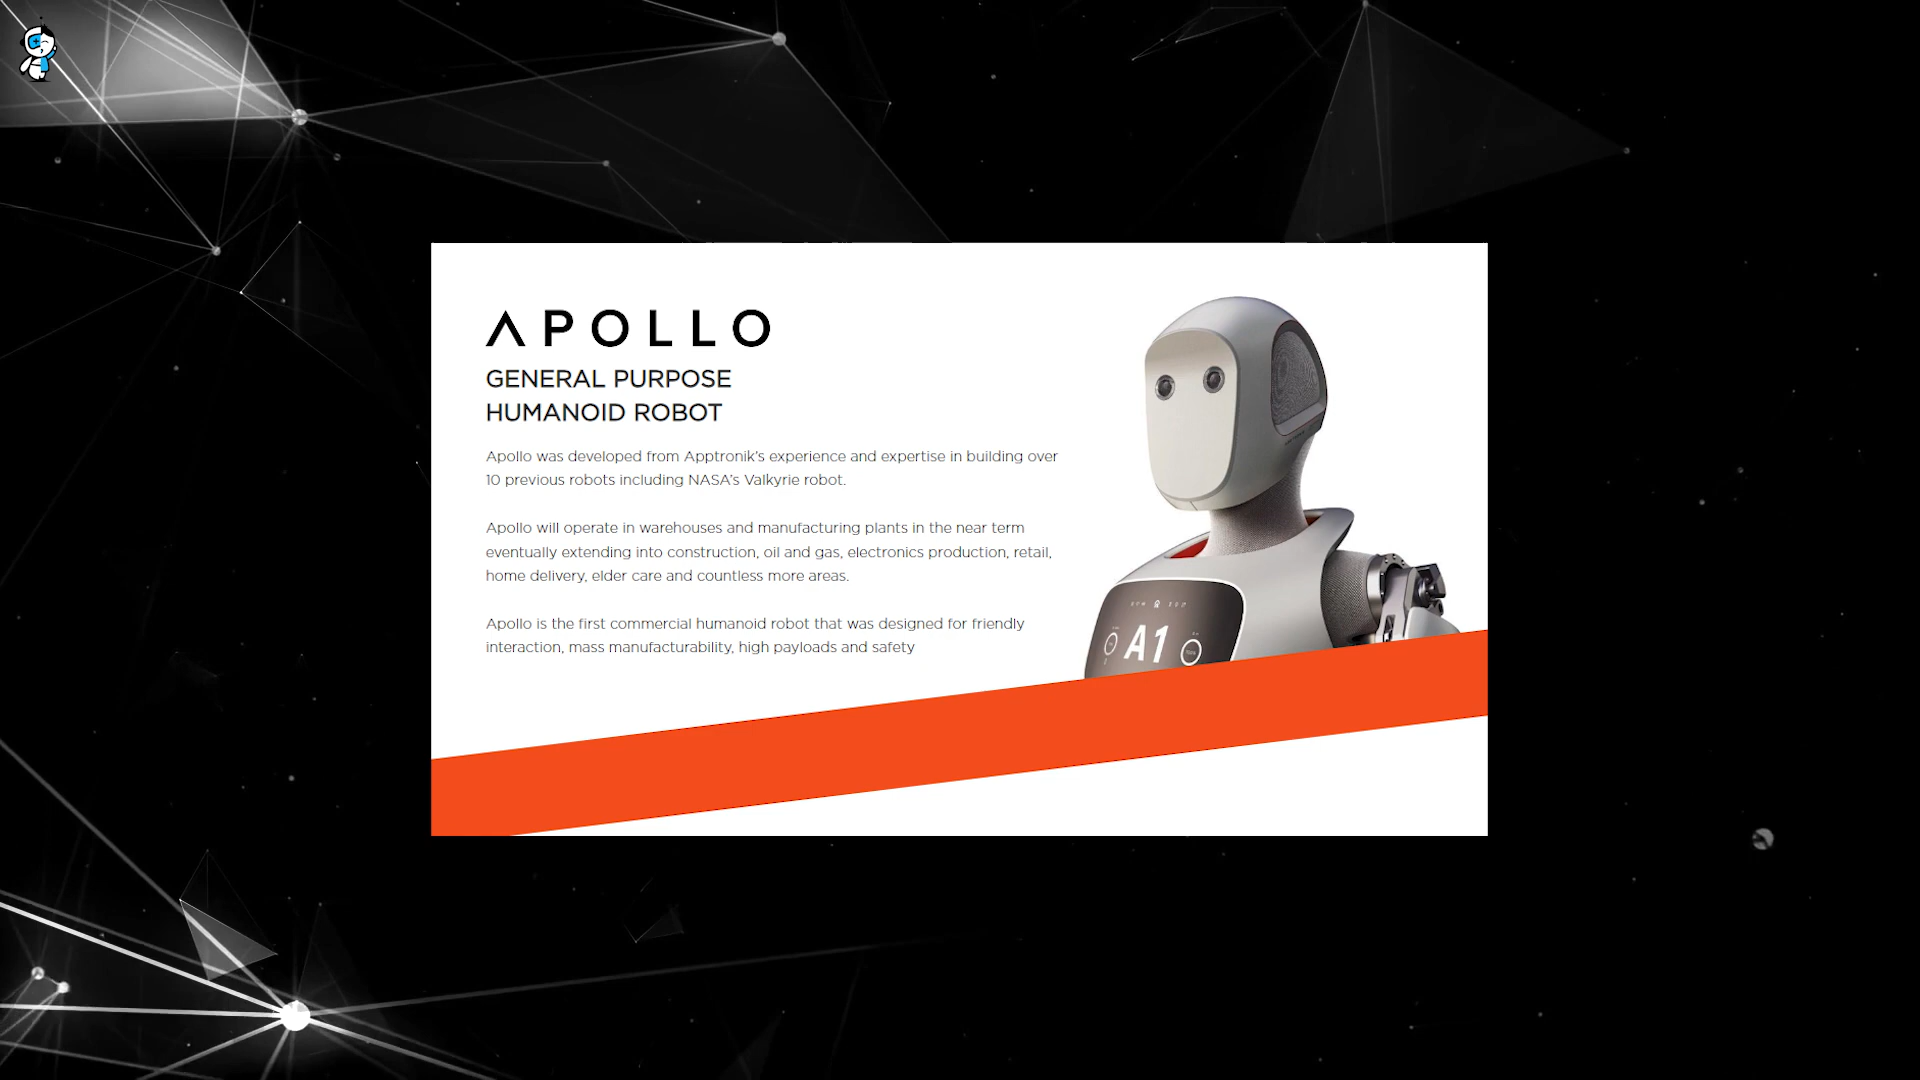 APOLLO
GENERAL PURPOSE
HUMANOID ROBOT
Apollo was developed from Apptronik's experience and expertise in building over
10 previous robots including NASA's Valkyrie robot.
Apollo will operate in warehouses and manufacturing plants in the near term
eventually extending into construction, oil and gas, electronics production, retail,
home delivery, elder care and countless more areas.
Apollo is the first commercial humanoid robot that was designed for friendly
interaction, mass manufacturability, high payloads and safety
A1